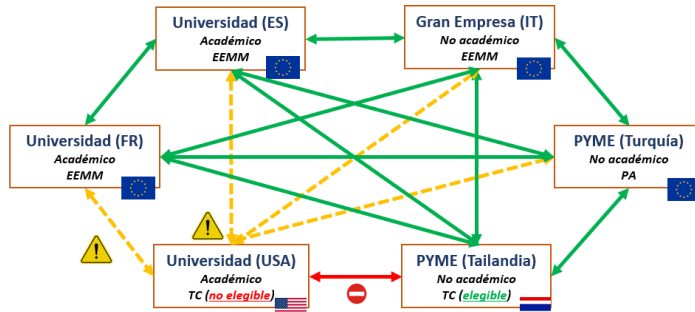 Universidad (ES)
Académico
EEMM
Gran Empresa (IT)
No académico
EEMM
Universidad (FR)
Académico
EEMM
PYME (Turquía)
No académico
PA
Universidad (USA)
Académico
TC (no elegible)
PYME (Tailandia)
No académico
TC (elegible)